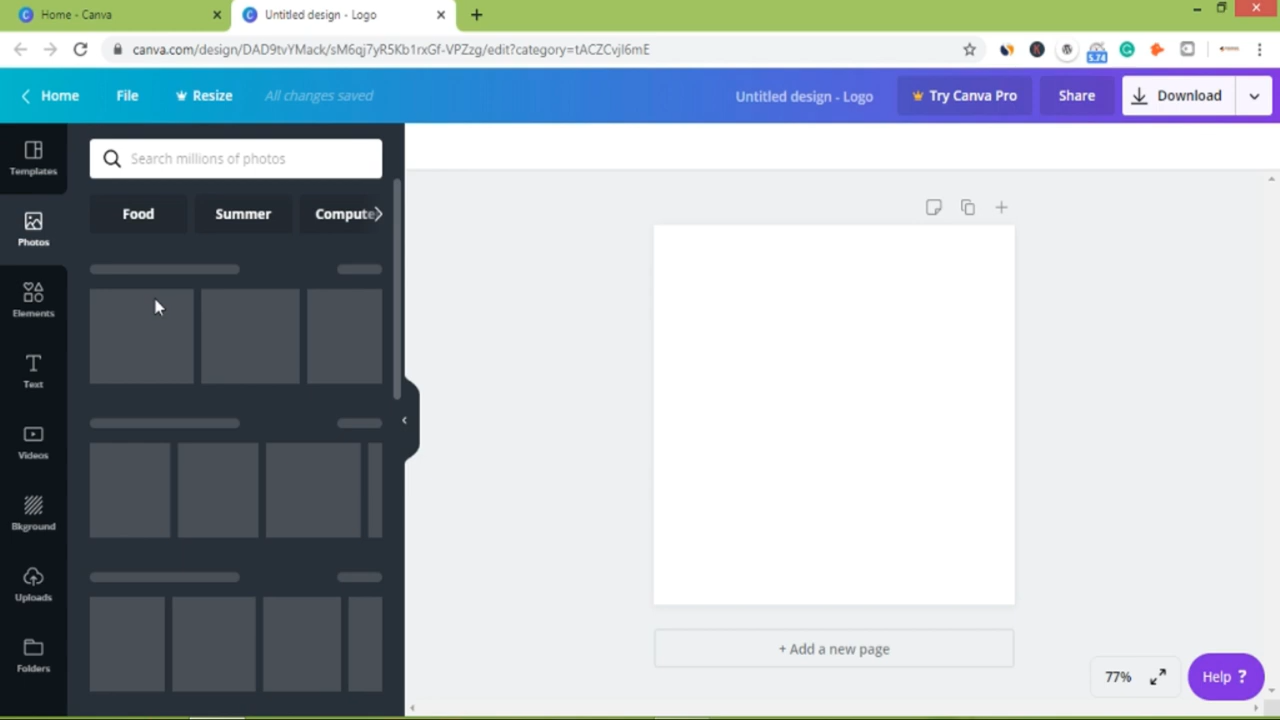 Home - Canva
Untitled design - Logo
canva.com/design/DAD9tvYMack/sM6qj7yR5Kb1rxGf-VPZzg/edit?category=tACZCvjI6mE
5.74
Home
File
Resize
All changes saved
Untitled design - Logo
Try Canva Pro
Share
Download
Templates
Search millions of photos
Food
Summer
Compute
Photos
Elements
Text
Videos
Bkground
Uploads
Folders
+ Add a new page
77%
Help ?